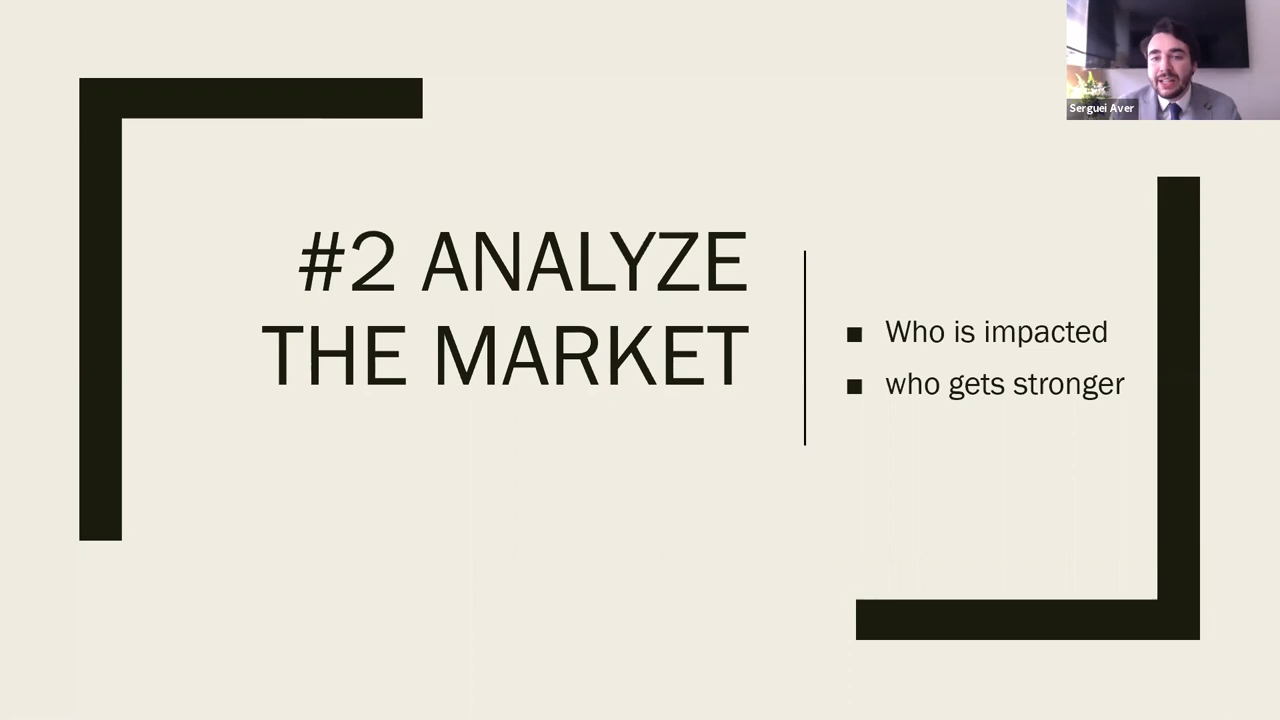 Serguei Aver
#2 ANALYZE
THE MARKET
■ Who is impacted
■ who gets stronger